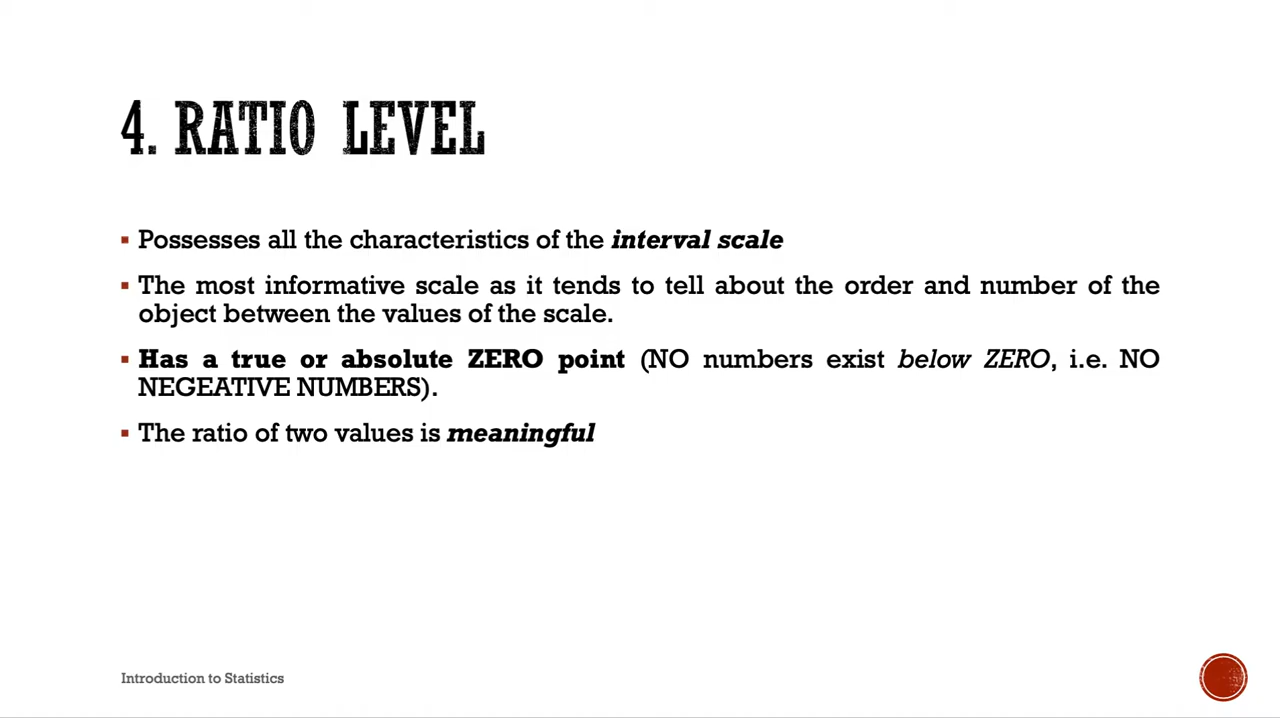 4. RATIO LEVEL
▪ Possesses all the characteristics of the interval scale
▪ The most informative scale as it tends to tell about the order and number of the
object between the values of the scale.
▪ Has a true or absolute ZERO point (NO numbers exist below ZERO, i.e. NO
NEGEATIVE NUMBERS).
▪ The ratio of two values is meaningful
Introduction to Statistics